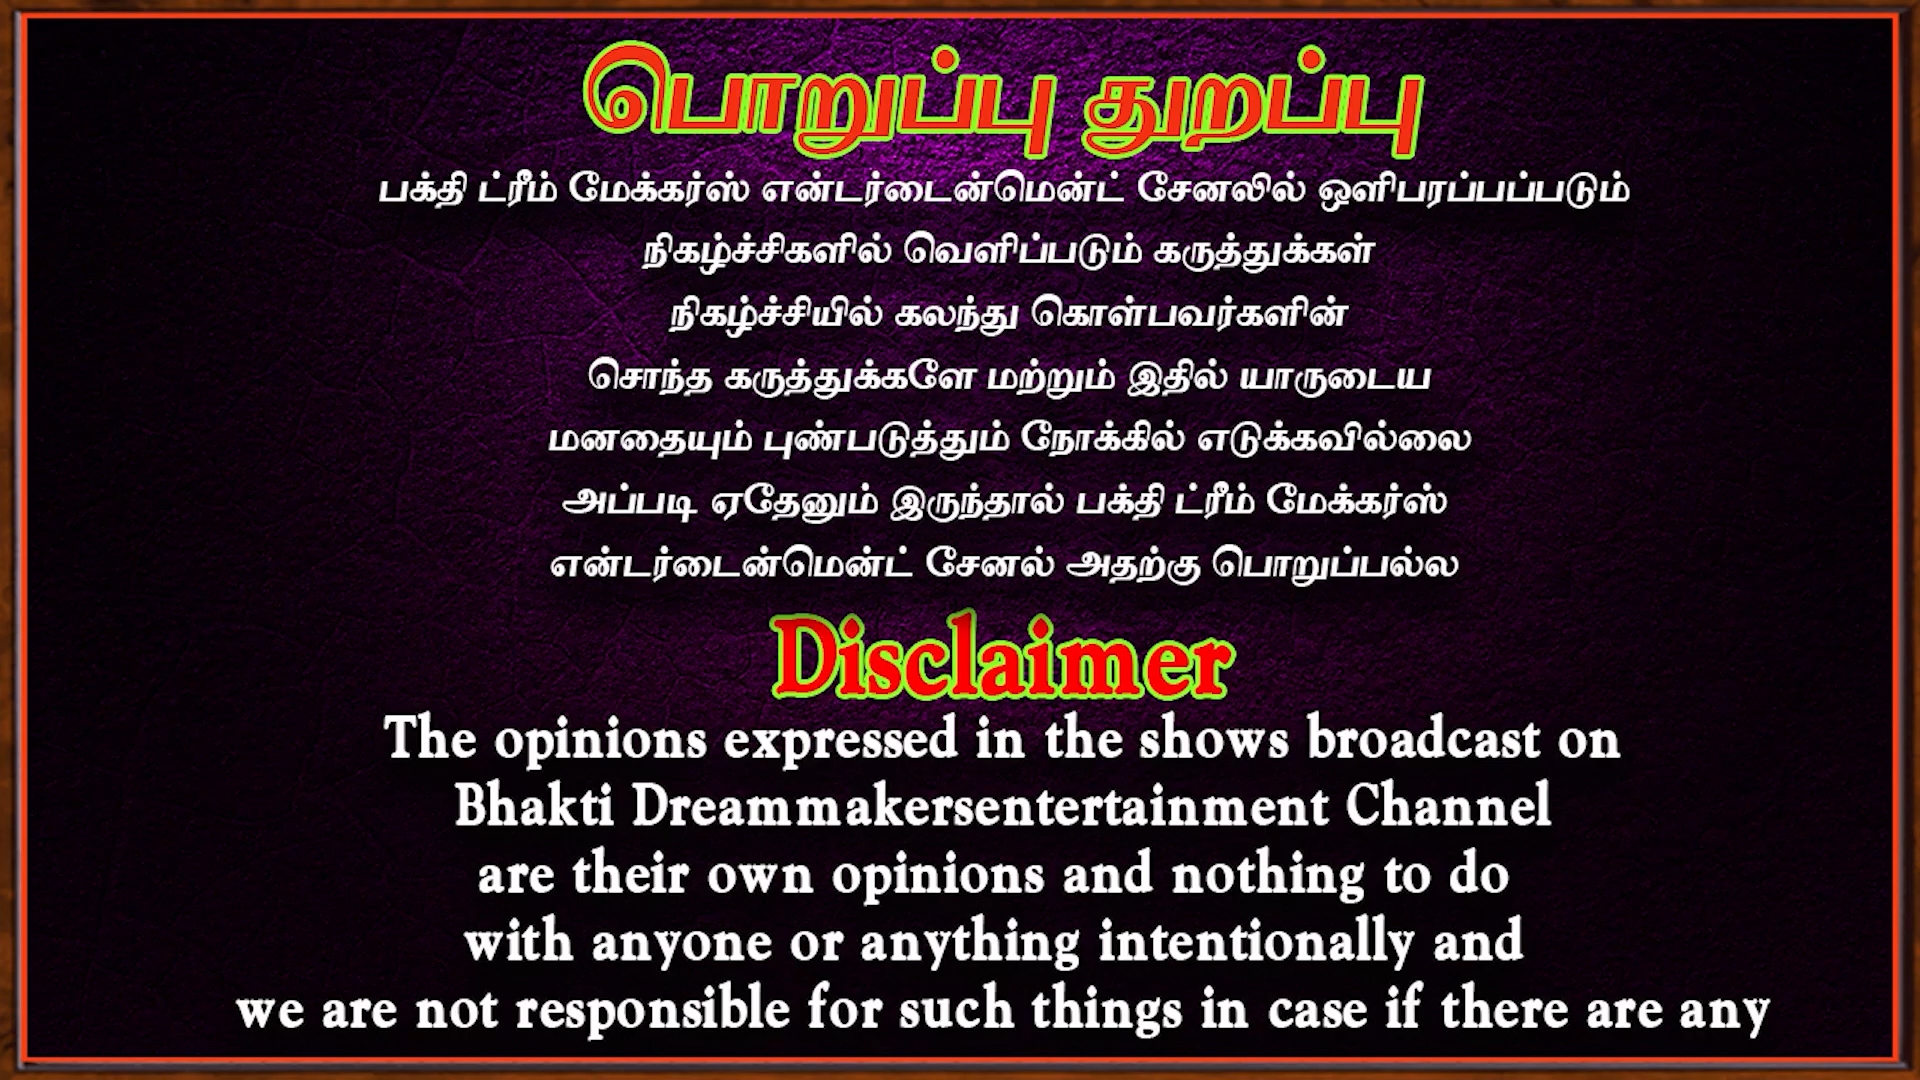 பொறுப்பு துறப்பு
பக்தி ட்ரீம் மேக்கர்ஸ் என்டர்டைன்மென்ட் சேனலில் ஒளிபரப்பப்படும்
நிகழ்ச்சிகளில் வெளிப்படும் கருத்துக்கள்
நிகழ்ச்சியில் கலந்து கொள்பவர்களின்
சொந்த கருத்துக்களே மற்றும் இதில் யாருடைய
மனதையும் புண்படுத்தும் நோக்கில் எடுக்கவில்லை
அப்படி ஏதேனும் இருந்தால் பக்தி ட்ரீம் மேக்கர்ஸ்
என்டர்டைன்மென்ட் சேனல் அதற்கு பொறுப்பல்ல
Disclaimer
The opinions expressed in the shows broadcast on
Bhakti Dreammakersentertainment Channel
are their own opinions and nothing to do
with anyone or anything intentionally and
we are not responsible for such things in case if there are any